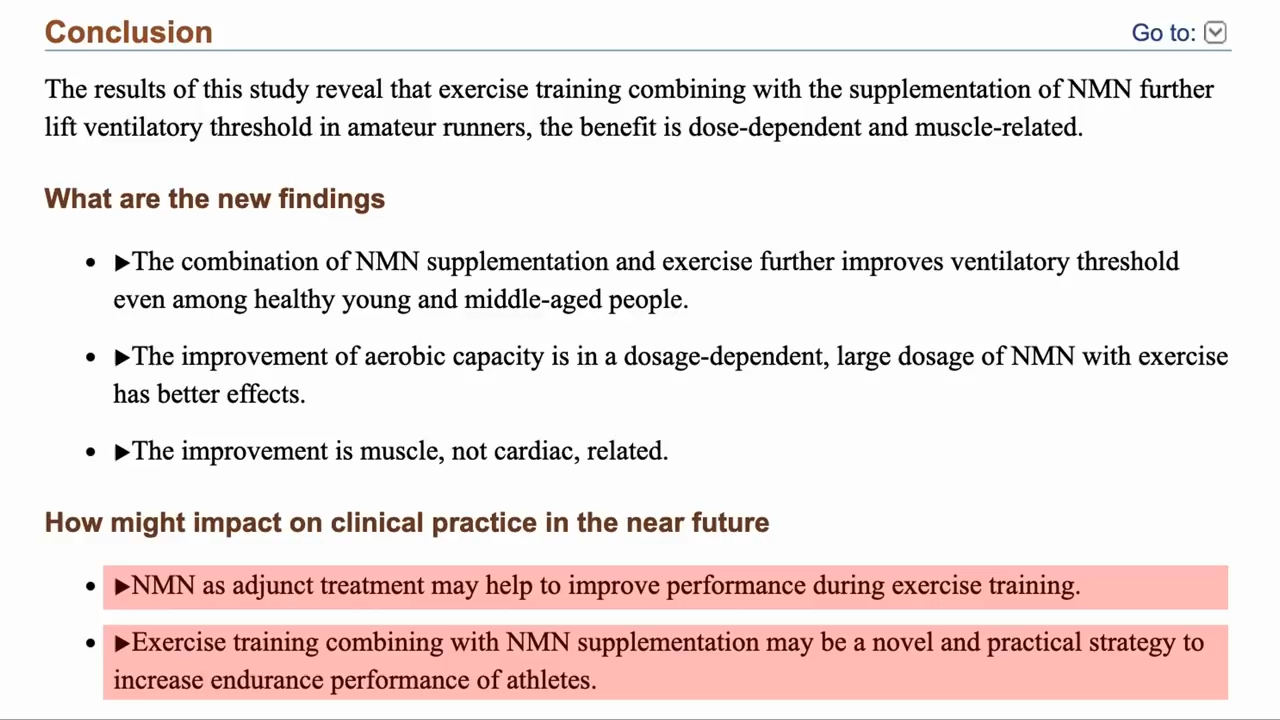 Conclusion
Go to:
The results of this study reveal that exercise training combining with the supplementation of NMN further
lift ventilatory threshold in amateur runners, the benefit is dose-dependent and muscle-related.
What are the new findings
• ▶The combination of NMN supplementation and exercise further improves ventilatory threshold
even among healthy young and middle-aged people.
• ▶The improvement of aerobic capacity is in a dosage-dependent, large dosage of NMN with exercise
has better effects.
• ▶The improvement is muscle, not cardiac, related.
How might impact on clinical practice in the near future
• ▶NMN as adjunct treatment may help to improve performance during exercise training.
• ▶Exercise training combining with NMN supplementation may be a novel and practical strategy to
increase endurance performance of athletes.